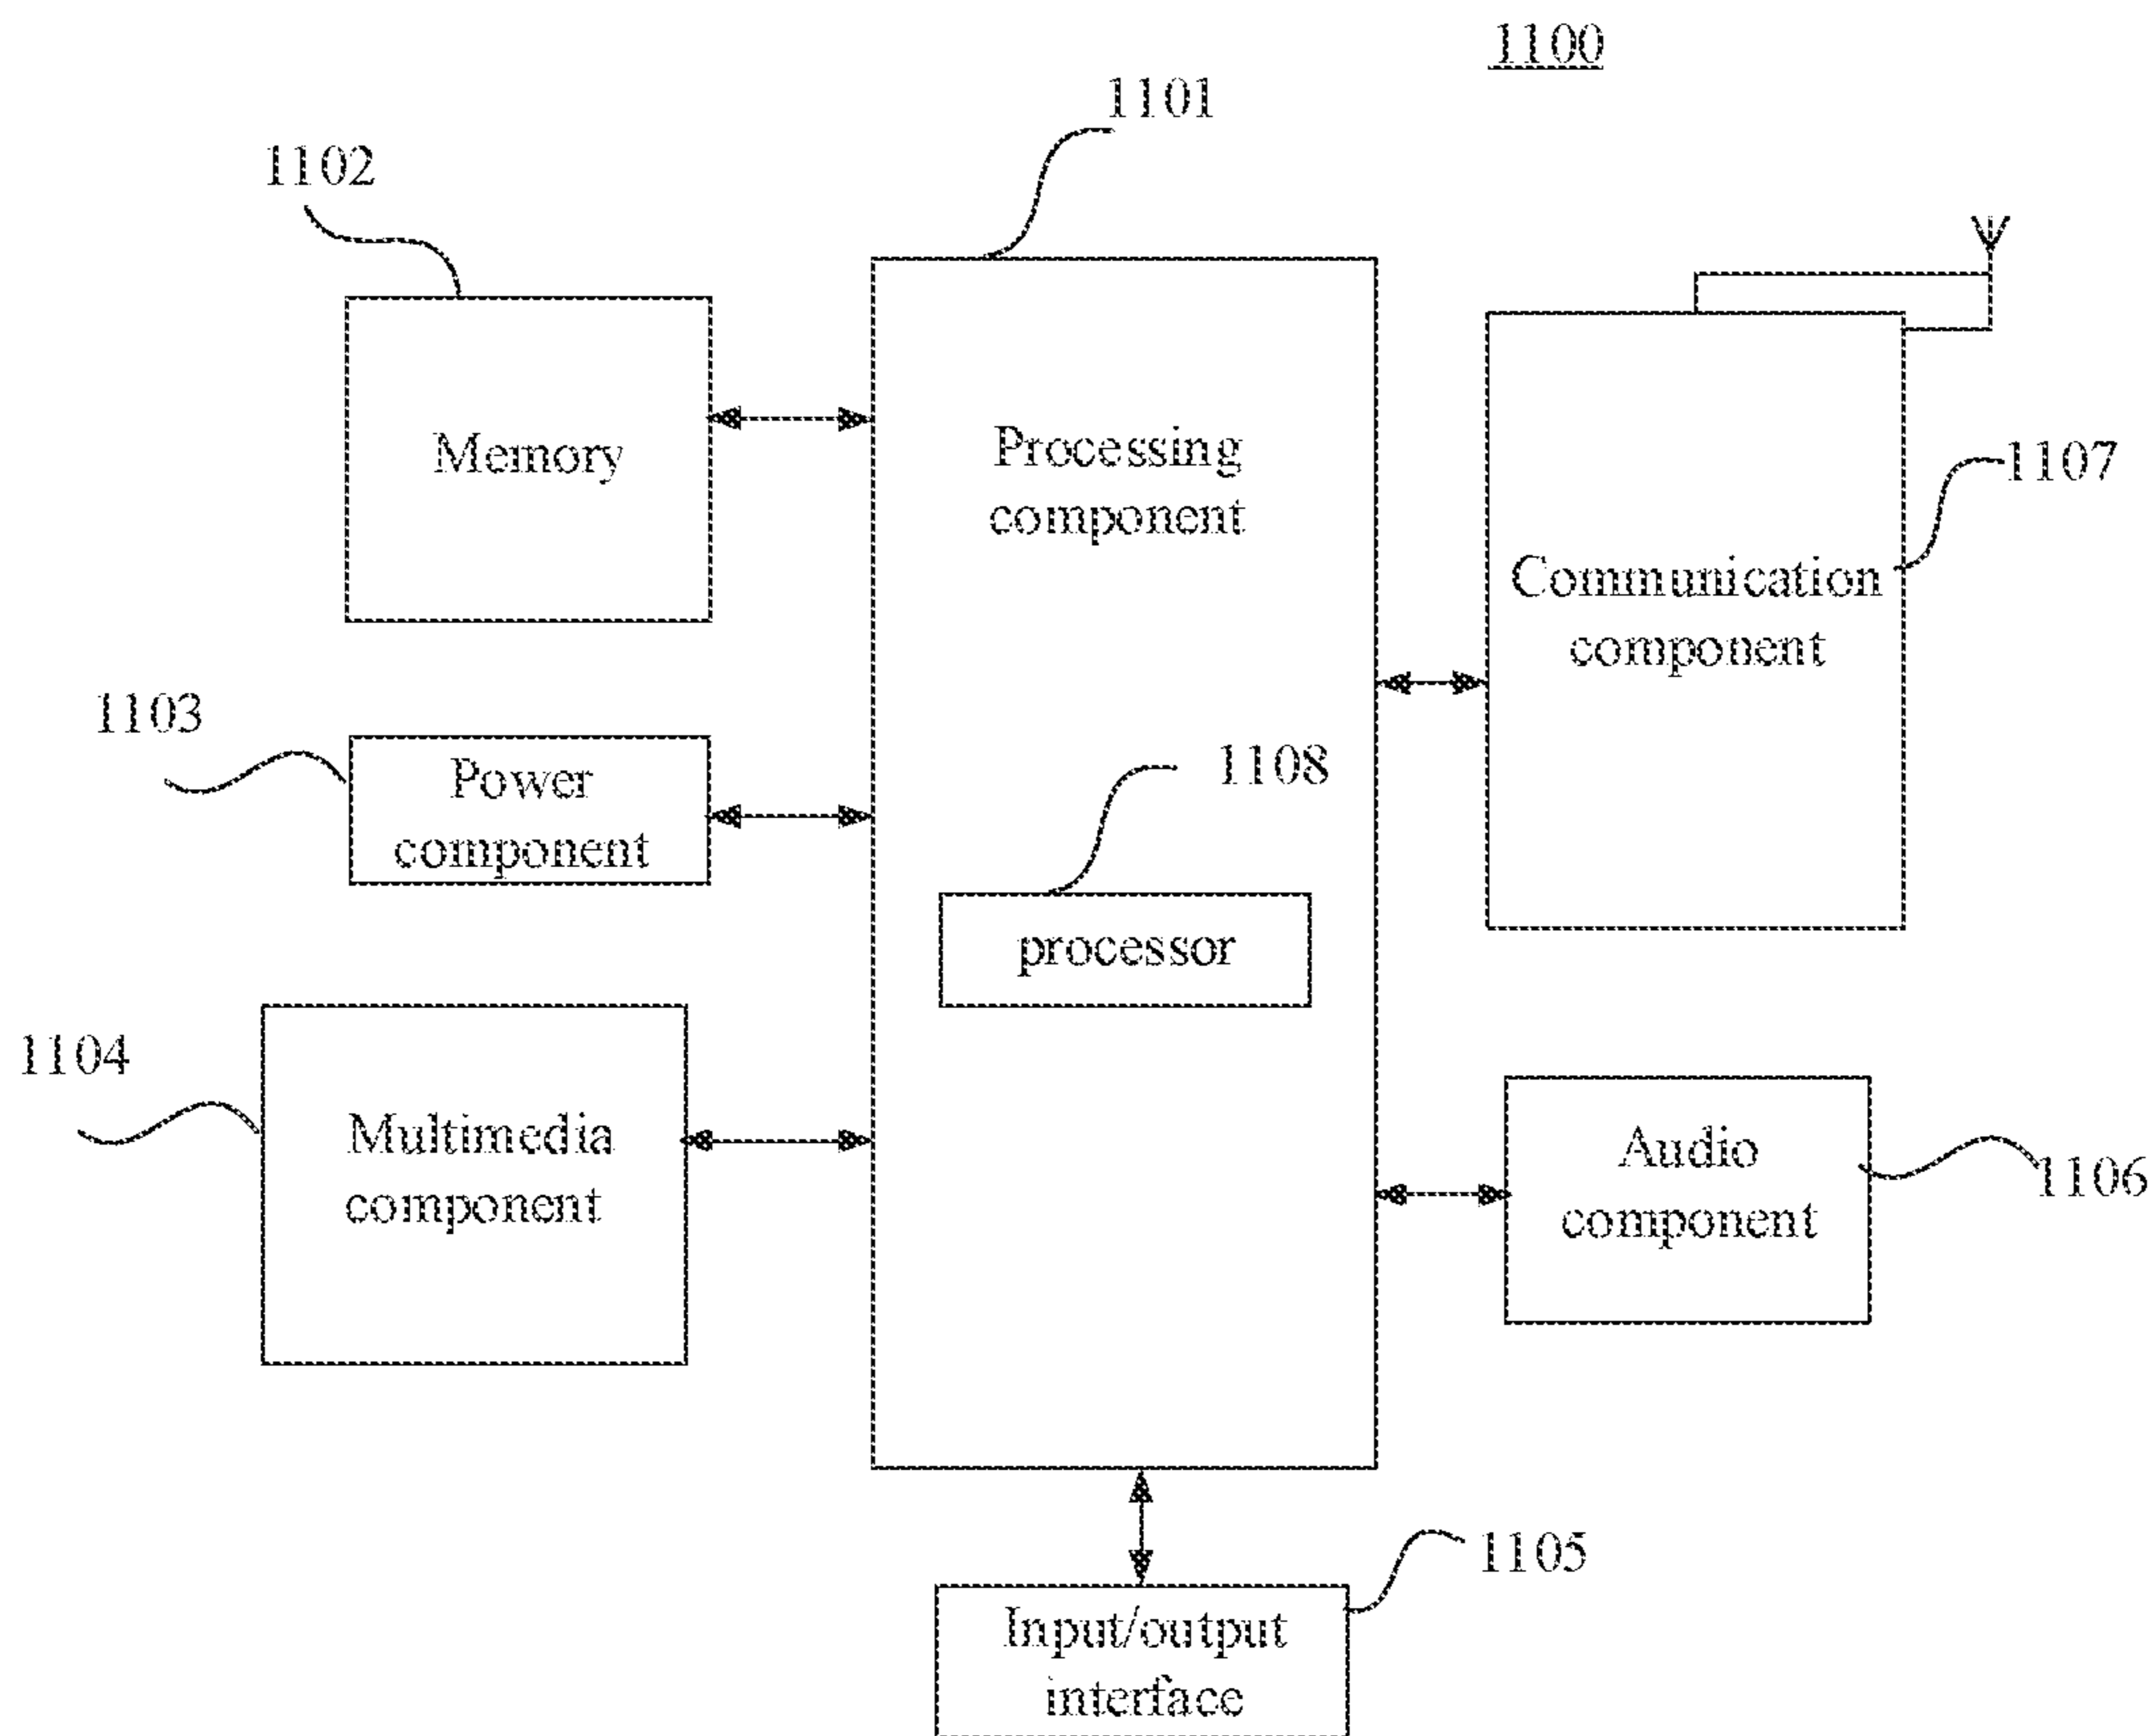 1100
1101
1102
Memory
Processing
component
1107
Communication
component
1103
Power
component
1108
processor
1104
Multimedia
component
Audio
component
1106
1105
Input/output
interface